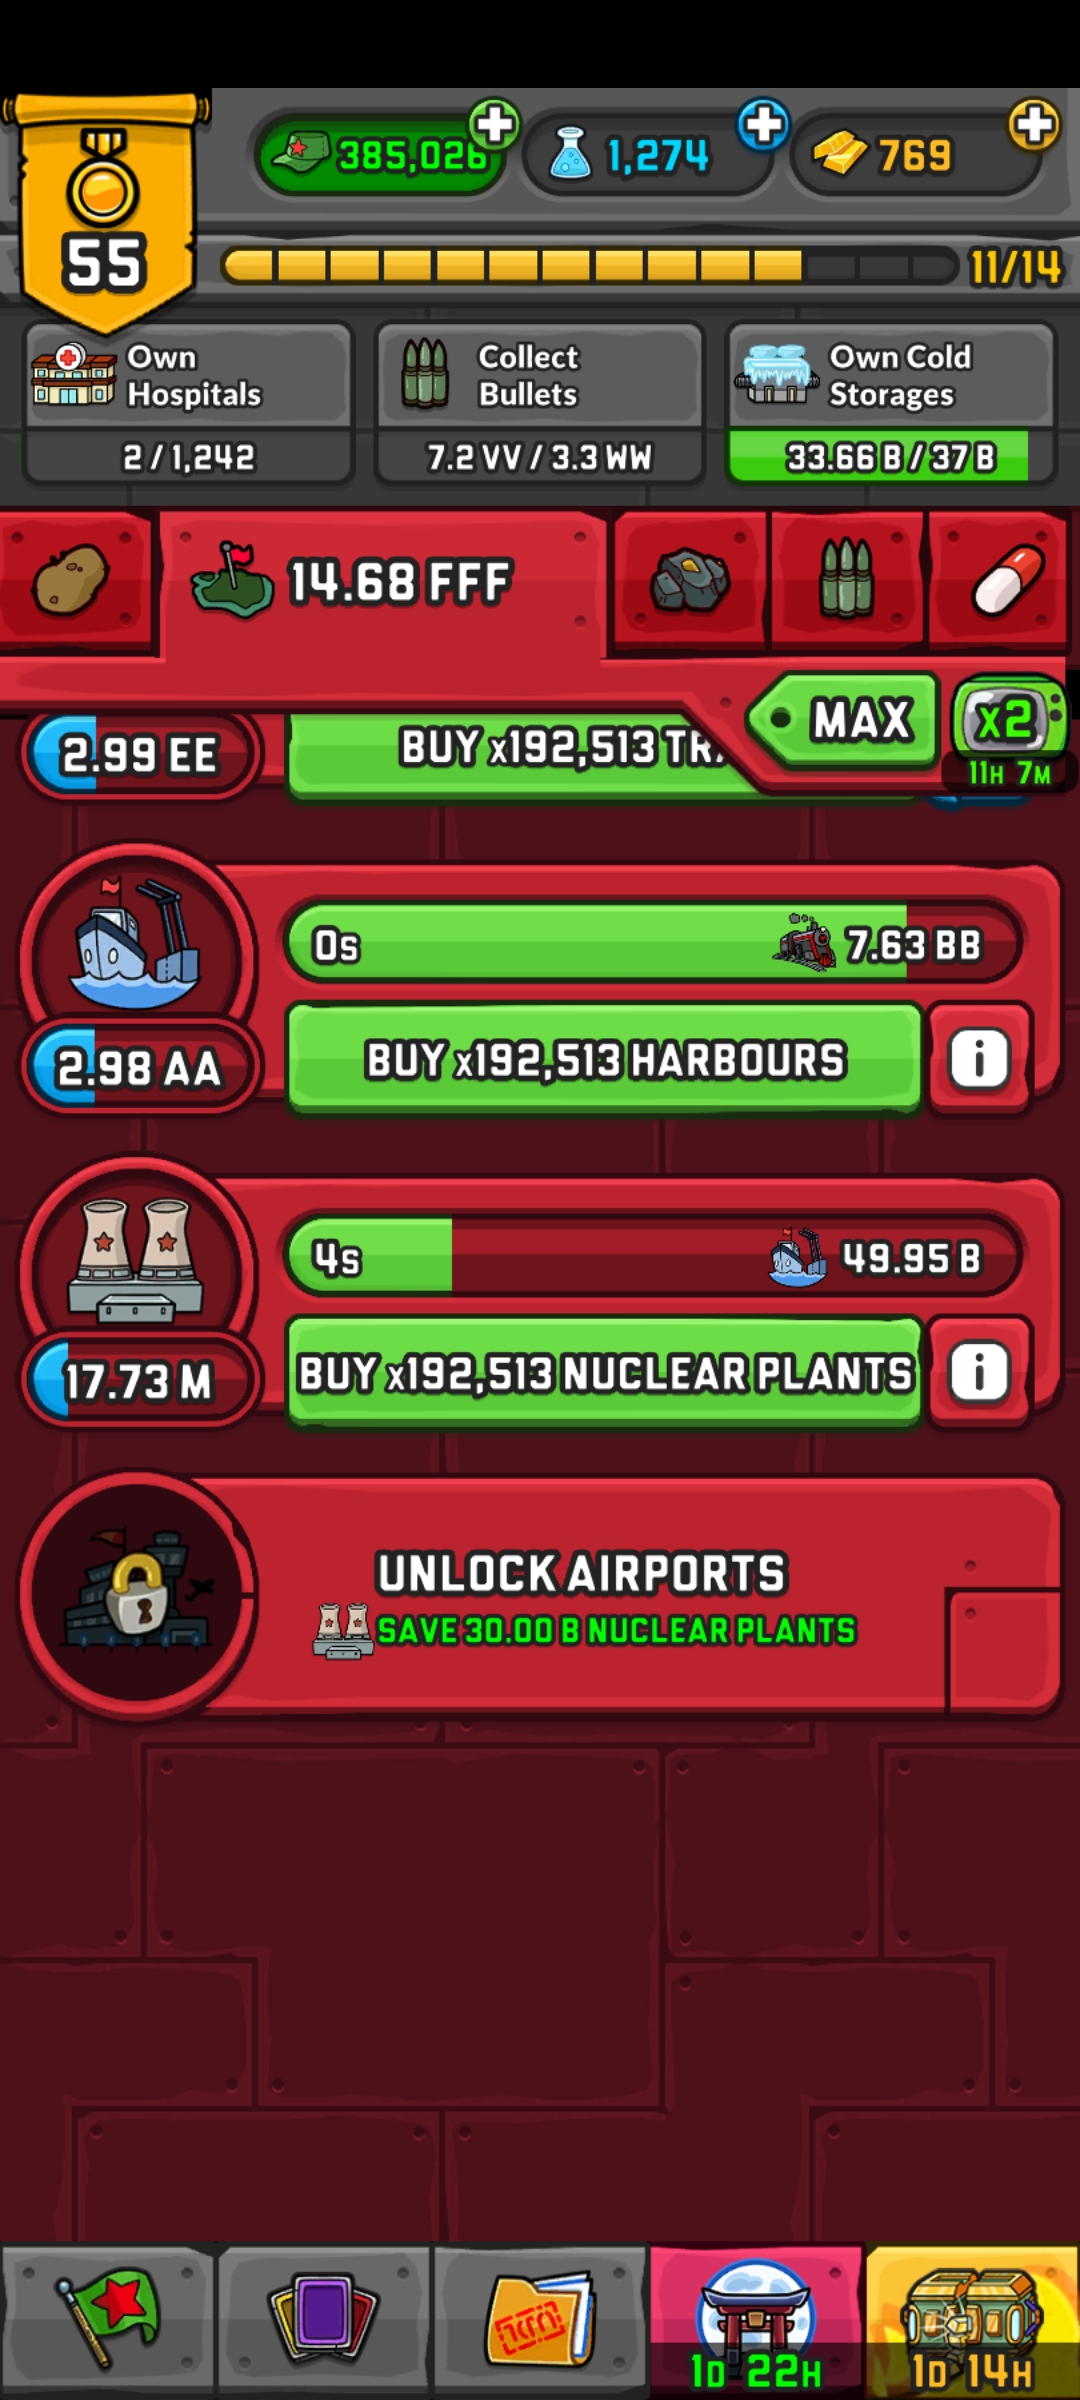 385,026
1,274
769
55
11/14
Own
Hospitals
2 / 1,242
Collect
Bullets
7.2 VV / 3.3 WW
Own Cold
Storages
33.66 B / 37 B
14.68 FFF
MAX
x2
11H 7M
2.99 EE
BUY x192,513
0s
7.63 BB
2.98 AA
BUY x192,513 HARBOURS
i
4s
49.95 B
17.73 M
BUY x192,513 NUCLEAR PLANTS
i
UNLOCK AIRPORTS
SAVE 30.00 B NUCLEAR PLANTS
1D 22H
1D 14H